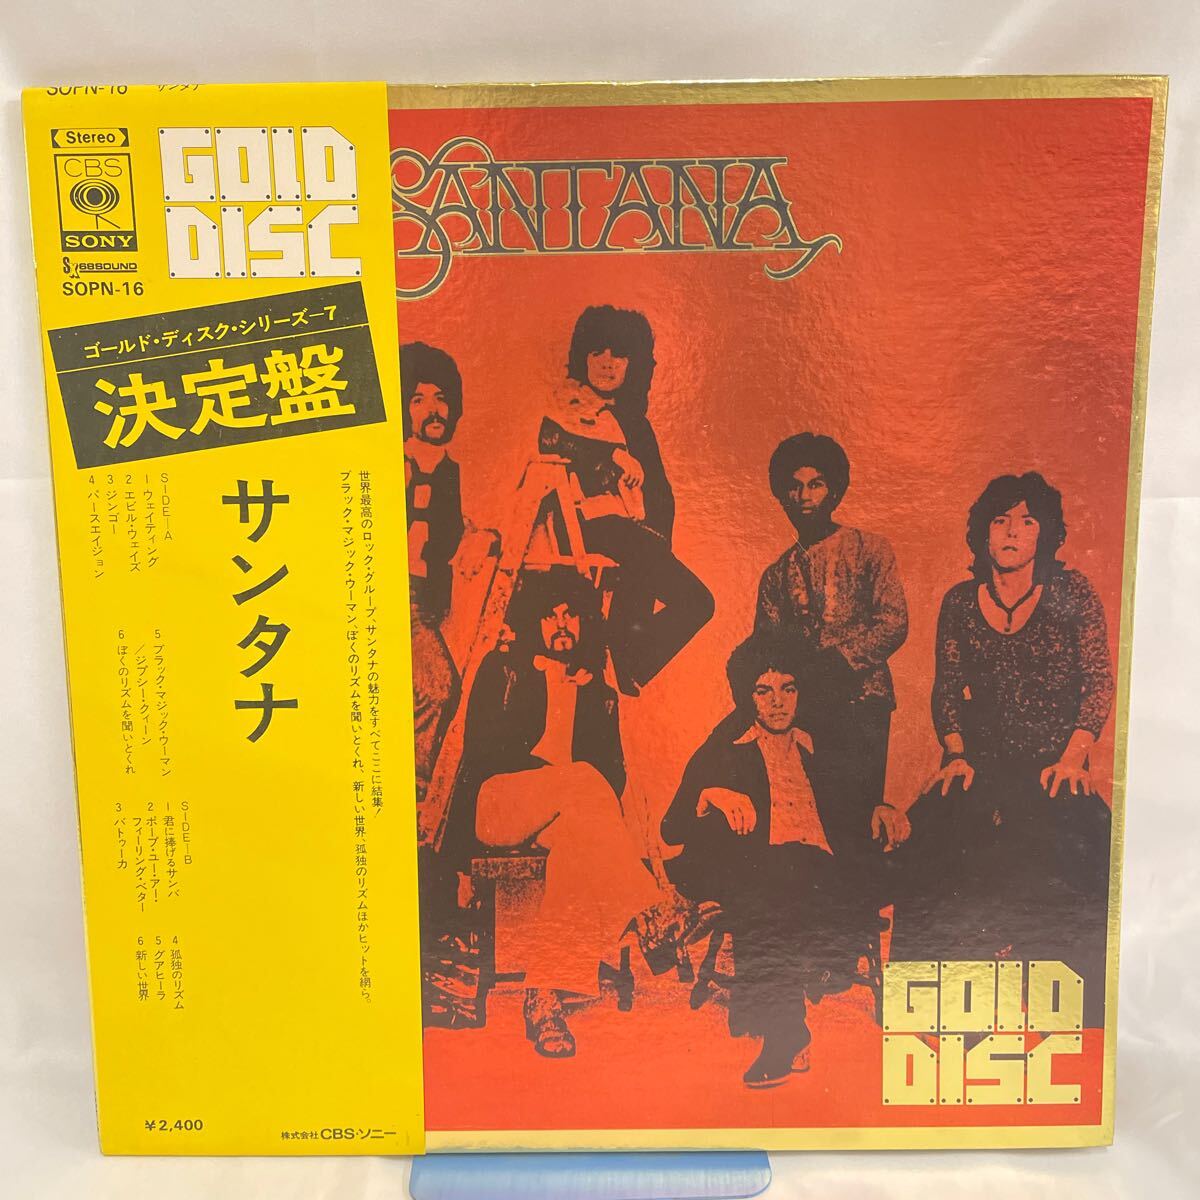 SOPN-16 サンタナ
Stereo
CBS
SONY
SX68SOUND
SOPN-16
GOLD
DISC
ゴールド・ディスク・シリーズ―7
決定盤
サンタナ
世界最高のロック・グループ、サンタナの魅力をすべてここに結集!
ブラック・マジック・ウーマン、ぼくのリズムを聞いとくれ、新しい世界、孤独のリズムほかヒットを網ら。
SIDE―A
1 ウェイティング
2 エビル・ウェイズ
3 ジンゴー
4 パースエイジョン
5 ブラック・マジック・ウーマン
/ジプシー・クィーン
6 ぼくのリズムを聞いとくれ
SIDE―B
1 君に捧げるサンバ
2 ホープ・ユー・アー・
フィーリング・ベター
3 バトゥーカ
4 孤独のリズム
5 グアヒーラ
6 新しい世界
¥2,400
株式会社 CBS・ソニー
SANTANA
GOLD
DISC